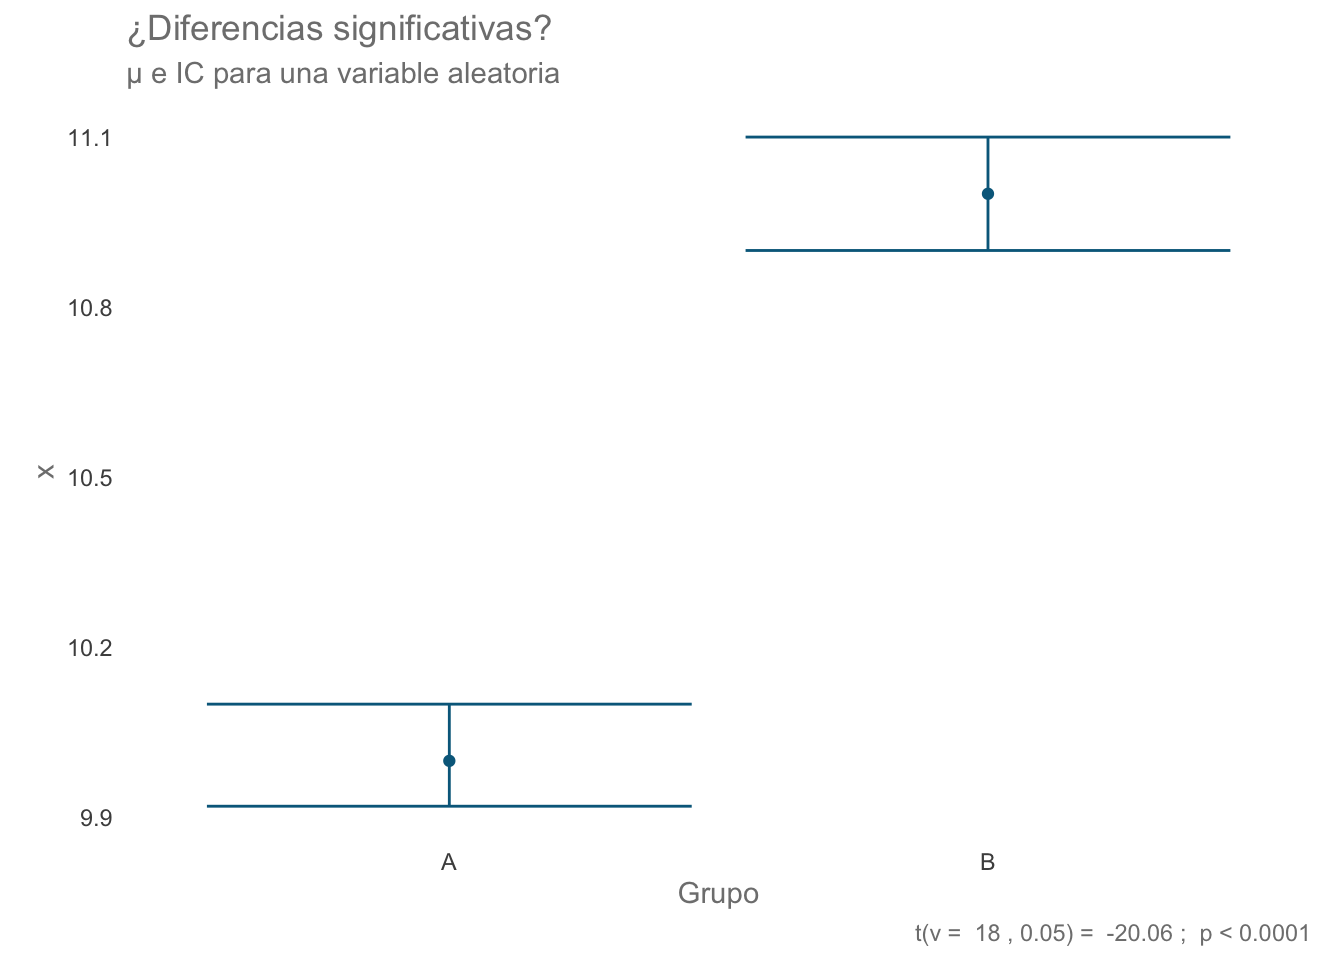 ¿Diferencias significativas?
μ e IC para una variable aleatoria
11.1
10.8
10.5
10.2
9.9
x
A
B
Grupo
t(v =  18 , 0.05) =  -20.06 ;  p < 0.0001